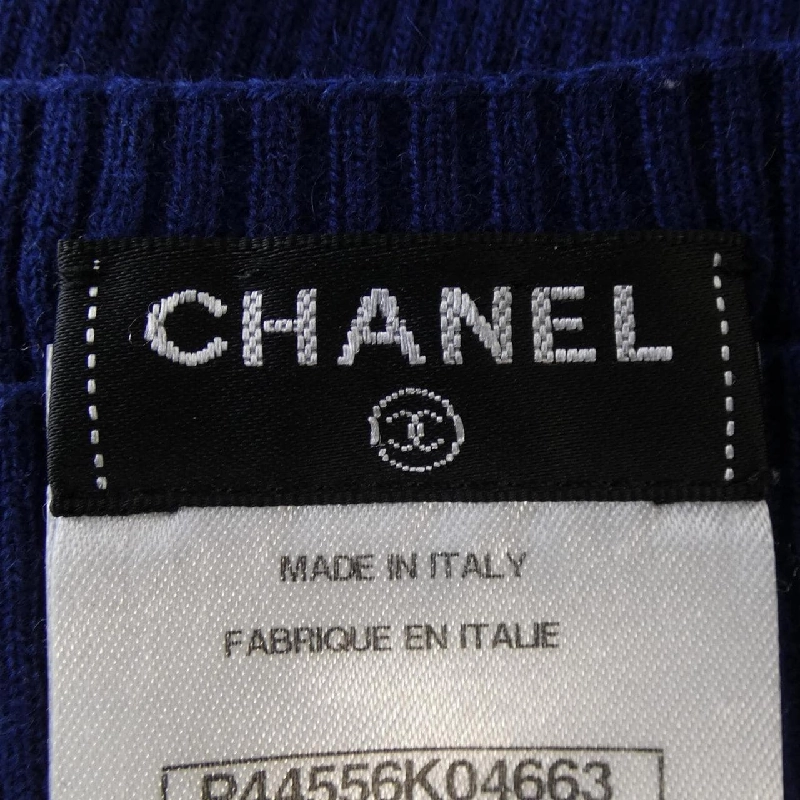 CHANEL
MADE IN ITALY
FABRIQUE EN ITALIE
P44556K04663